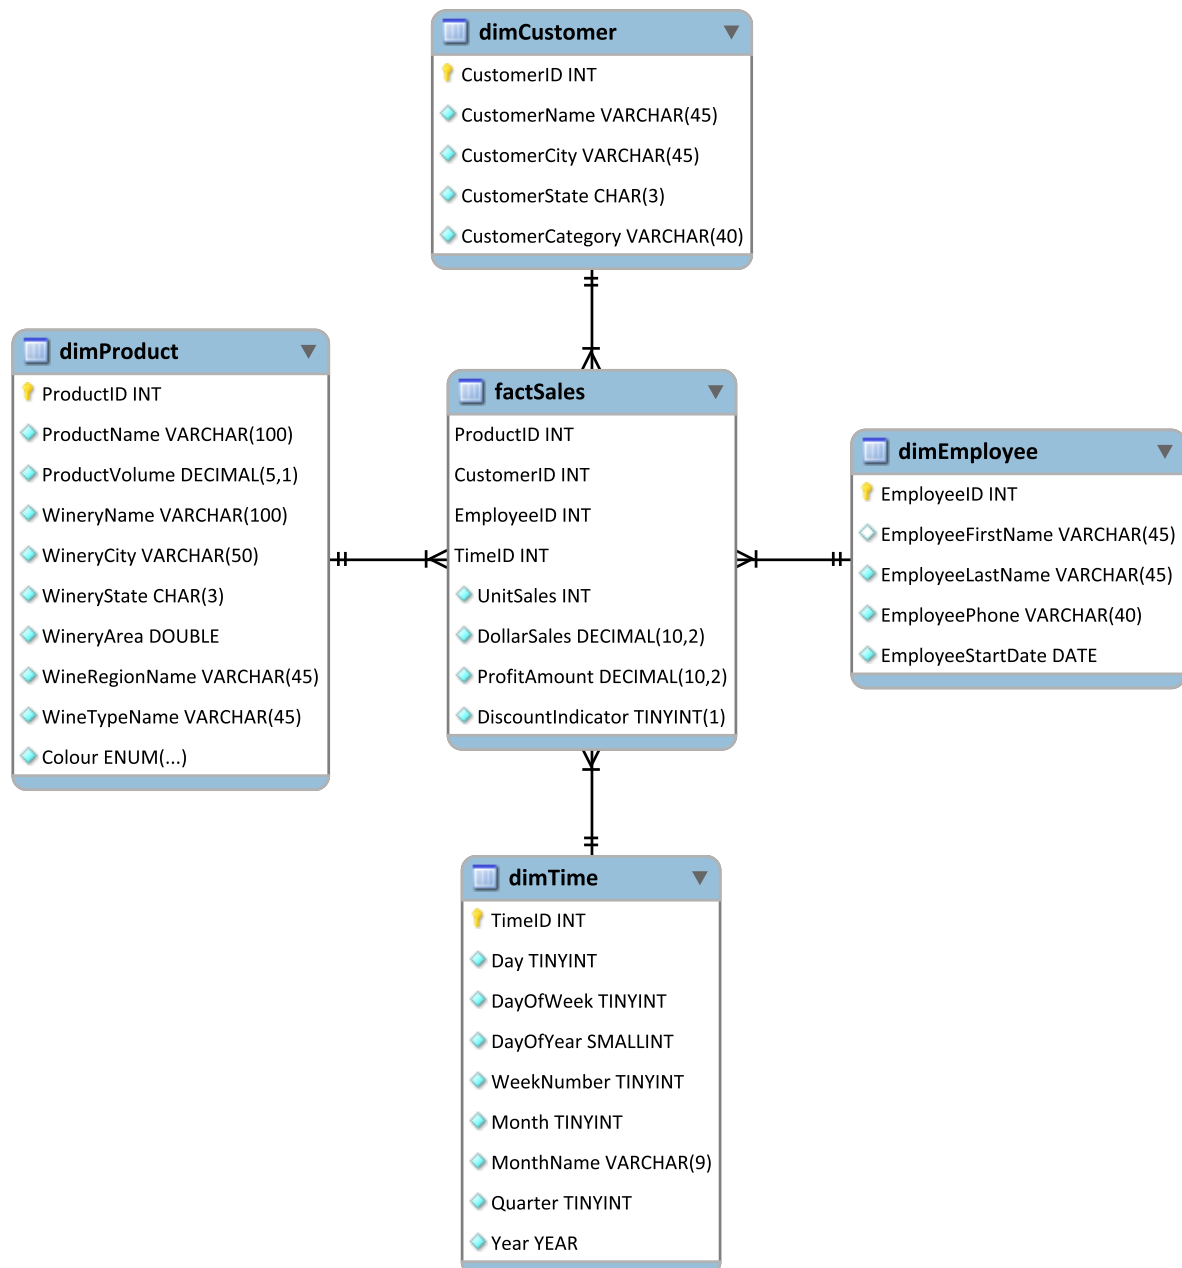 dimCustomer
CustomerID INT
CustomerName VARCHAR(45)
CustomerCity VARCHAR(45)
CustomerState CHAR(3)
CustomerCategory VARCHAR(40)
dimProduct
ProductID INT
ProductName VARCHAR(100)
ProductVolume DECIMAL(5,1)
WineryName VARCHAR(100)
WineryCity VARCHAR(50)
WineryState CHAR(3)
WineryArea DOUBLE
WineRegionName VARCHAR(45)
WineTypeName VARCHAR(45)
Colour ENUM(...)
factSales
ProductID INT
CustomerID INT
EmployeeID INT
TimeID INT
UnitSales INT
DollarSales DECIMAL(10,2)
ProfitAmount DECIMAL(10,2)
DiscountIndicator TINYINT(1)
dimEmployee
EmployeeID INT
EmployeeFirstName VARCHAR(45)
EmployeeLastName VARCHAR(45)
EmployeePhone VARCHAR(40)
EmployeeStartDate DATE
dimTime
TimeID INT
Day TINYINT
DayOfWeek TINYINT
DayOfYear SMALLINT
WeekNumber TINYINT
Month TINYINT
MonthName VARCHAR(9)
Quarter TINYINT
Year YEAR